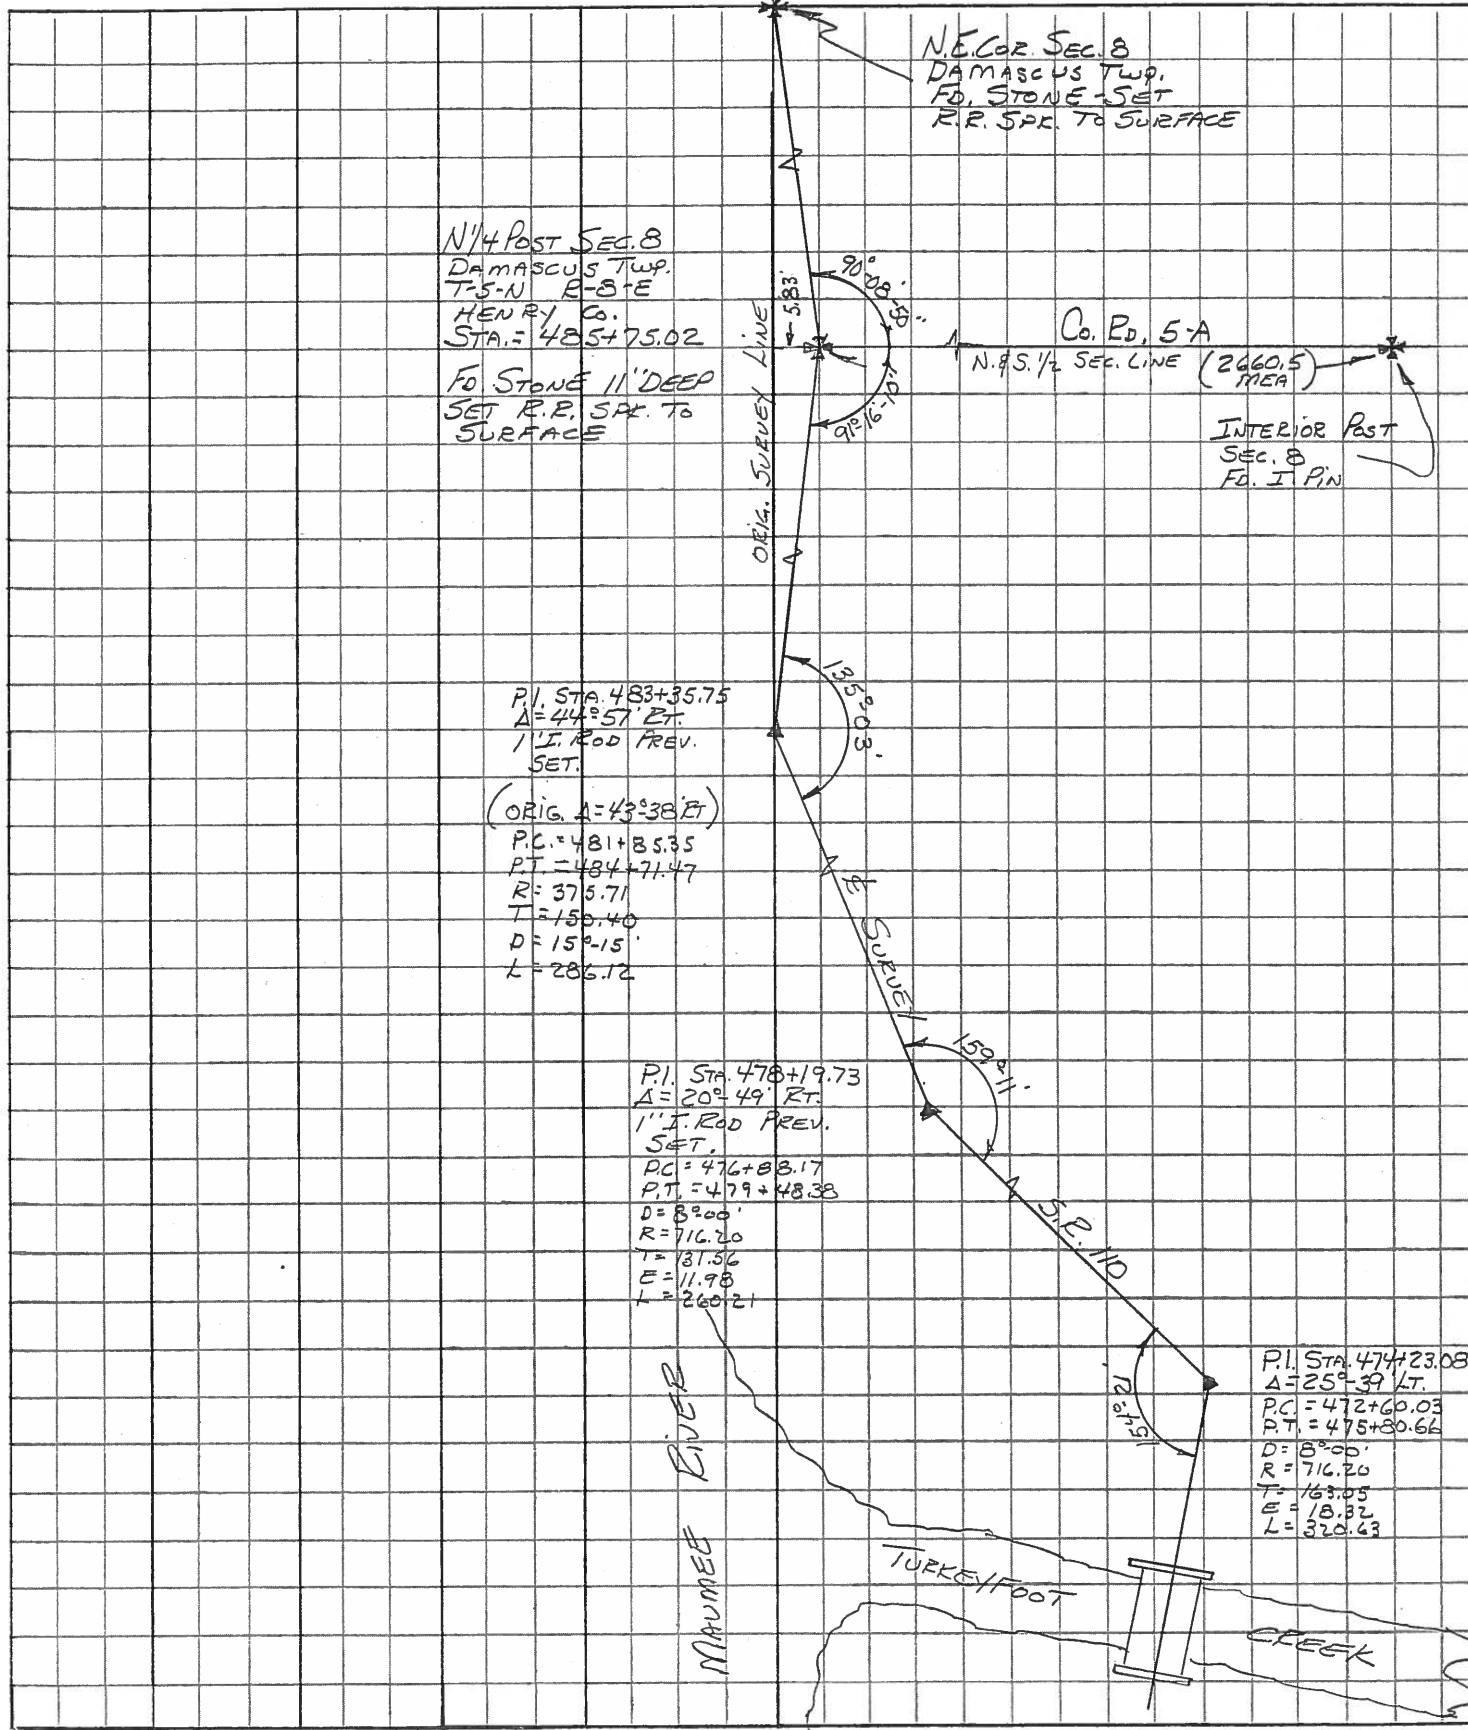 N.E. COR. SEC. 8
DAMASCUS TWP.
FD. STONE - SET
R.R. SPK. TO SURFACE
N 1/4 POST SEC. 8
DAMASCUS TWP.
T-5-N R-8-E
HENRY CO.
STA. = 485+75.02
FD. STONE 11" DEEP
SET R.R. SPK. TO
SURFACE
ORIG. SURVEY LINE
5.83'
90°-08'-50"
91°-16'-10"
CO. RD. 5-A
N. & S. 1/2 SEC. LINE (2660.5
MEA)
INTERIOR POST
SEC. 8
FD. I. PIN
135°-03'
P.I. STA. 483+35.75
Δ = 44°-57' RT.
1" I. ROD PREV.
SET.
(ORIG. Δ = 43°-38' RT)
P.C. = 481+85.35
P.T. = 484+71.47
R = 375.71
T = 150.40
D = 15°-15'
L = 286.12
℄ SURVEY
159°-11'
P.I. STA. 478+19.73
Δ = 20°-49' RT.
1" I. ROD PREV.
SET.
P.C. = 476+88.17
P.T. = 479+48.38
D = 8°-00'
R = 716.20
T = 131.56
E = 11.98
L = 260.21
S.R. 110
154°-21'
P.I. STA. 474+23.08
Δ = 25°-39' LT.
P.C. = 472+60.03
P.T. = 475+80.66
D = 8°-00'
R = 716.20
T = 163.05
E = 18.32
L = 320.63
MAUMEE RIVER
TURKEYFOOT
CREEK